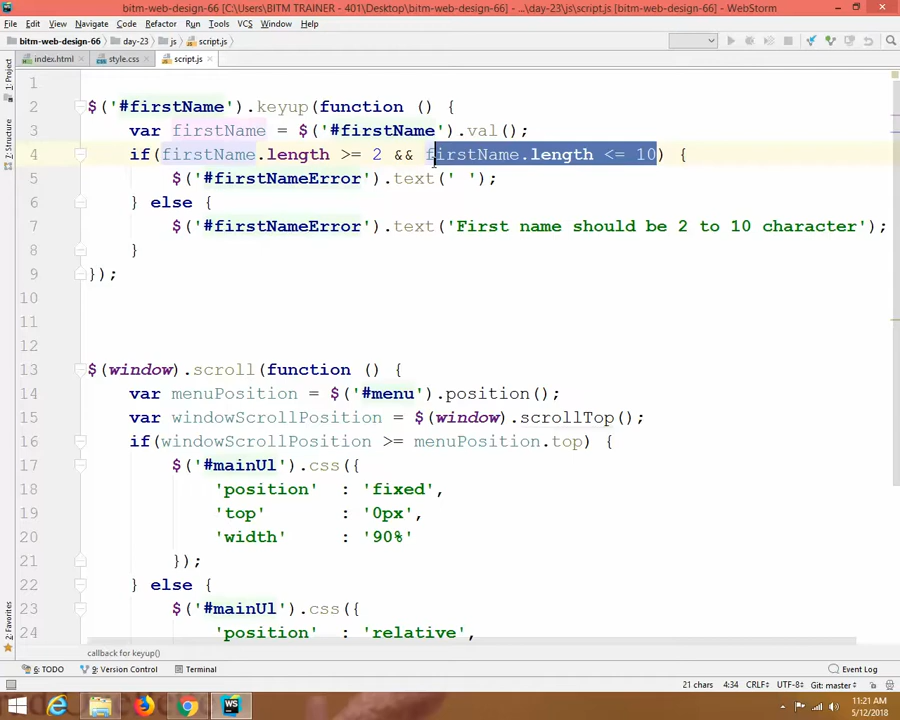 bitm-web-design-66 [C:\Users\BITM TRAINER - 401\Desktop\bitm-web-design-66] - ...\day-23\js\script.js [bitm-web-design-66] - WebStorm
File Edit View Navigate Code Refactor Run Tools VCS Window Help
bitm-web-design-66 day-23 js script.js
index.html style.css script.js
1
2 $('#firstName').keyup(function () {
3 var firstName = $('#firstName').val();
4 if(firstName.length >= 2 && firstName.length <= 10) {
5 $('#firstNameError').text(' ');
6 } else {
7 $('#firstNameError').text('First name should be 2 to 10 character');
8 }
9 });
10
11
12
13 $(window).scroll(function () {
14 var menuPosition = $('#menu').position();
15 var windowScrollPosition = $(window).scrollTop();
16 if(windowScrollPosition >= menuPosition.top) {
17 $('#mainUl').css({
18 'position' : 'fixed',
19 'top' : '0px',
20 'width' : '90%'
21 });
22 } else {
23 $('#mainUl').css({
24 'position' : 'relative',
callback for keyup()
1: Project
7: Structure
2: Favorites
6: TODO 9: Version Control Terminal Event Log
21 chars 4:34 CRLF÷ UTF-8÷ Git: master÷
WS
11:21 AM
5/12/2018